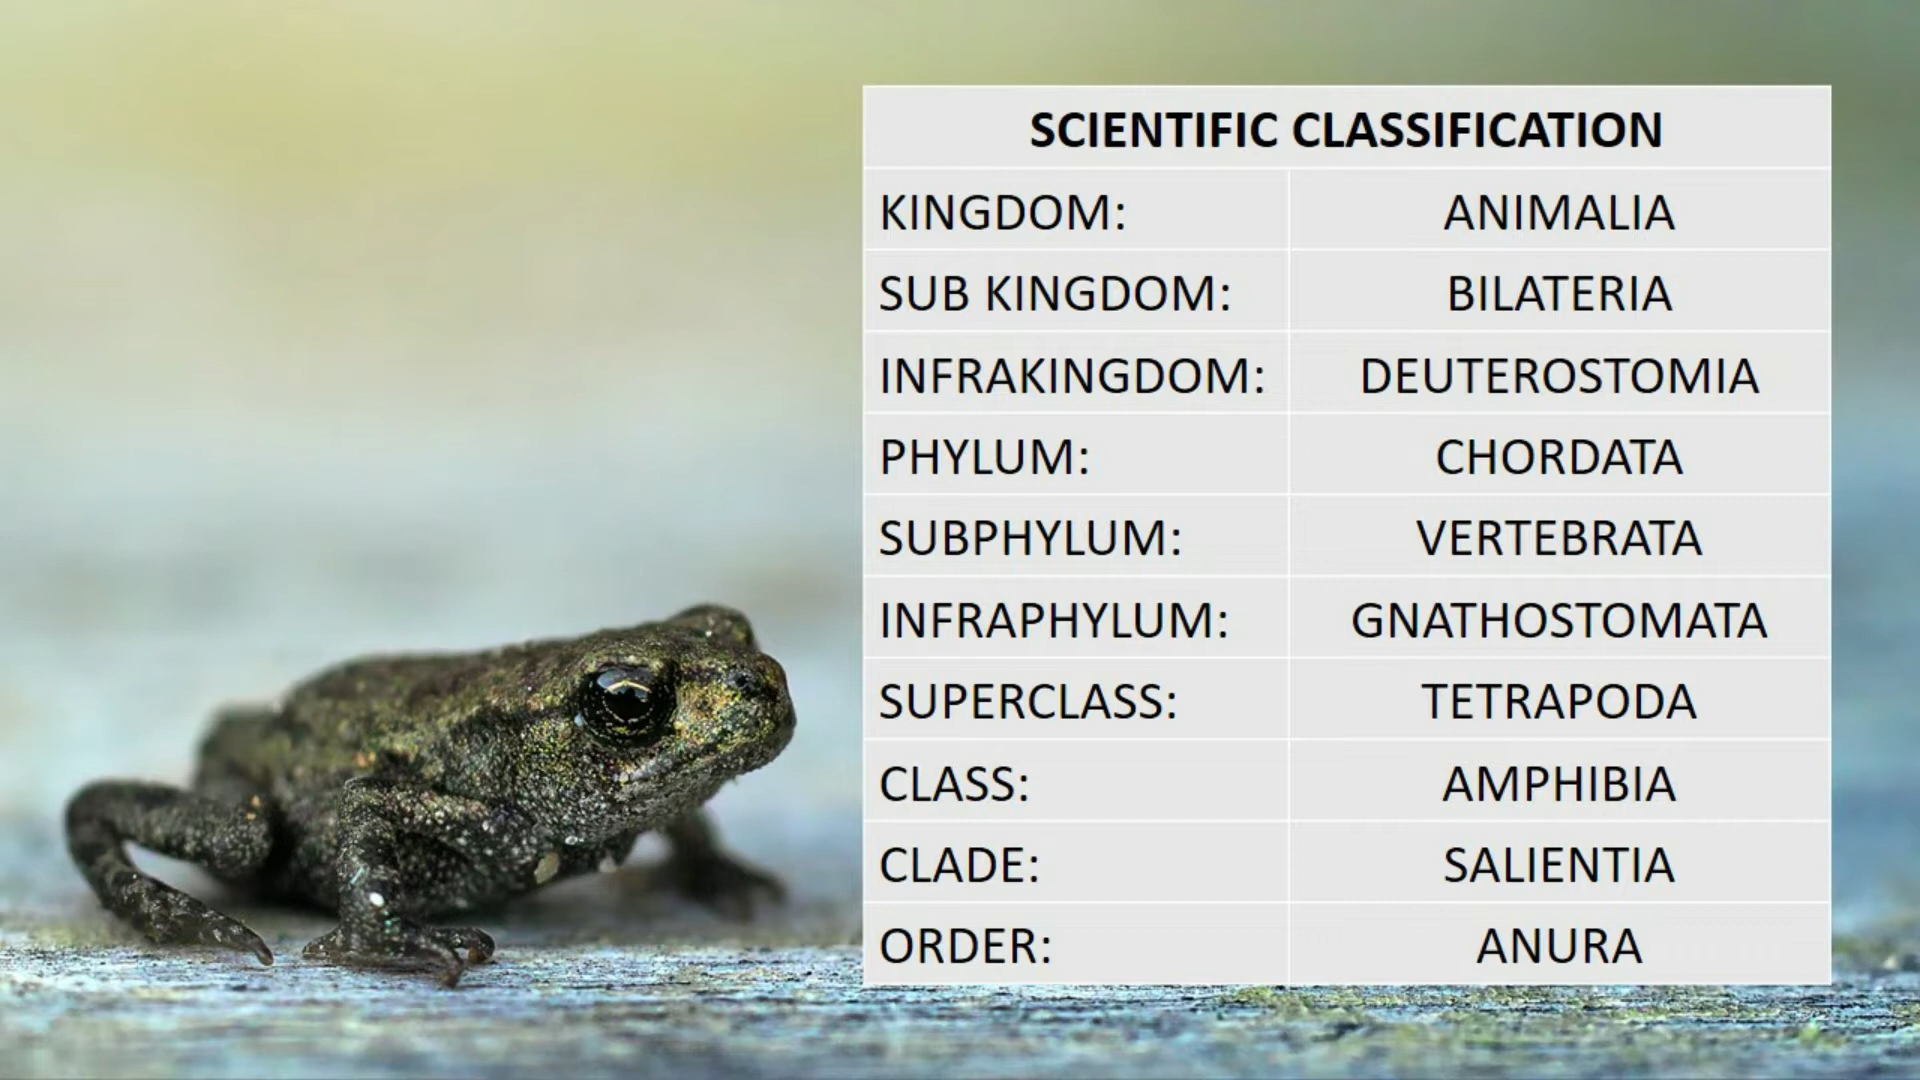 SCIENTIFIC CLASSIFICATION
KINGDOM: ANIMALIA
SUB KINGDOM: BILATERIA
INFRAKINGDOM: DEUTEROSTOMIA
PHYLUM: CHORDATA
SUBPHYLUM: VERTEBRATA
INFRAPHYLUM: GNATHOSTOMATA
SUPERCLASS: TETRAPODA
CLASS: AMPHIBIA
CLADE: SALIENTIA
ORDER: ANURA